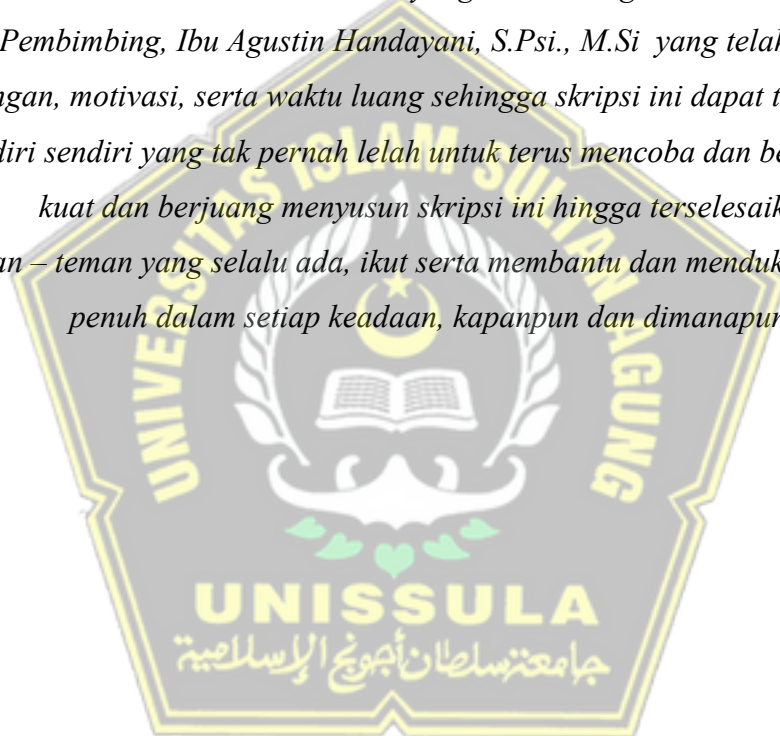 Pembimbing, Ibu Agustin Handayani, S.Psi., M.Si yang telah
ngan, motivasi, serta waktu luang sehingga skripsi ini dapat t
diri sendiri yang tak pernah lelah untuk terus mencoba dan be
kuat dan berjuang menyusun skripsi ini hingga terselesaik
an – teman yang selalu ada, ikut serta membantu dan menduk
penuh dalam setiap keadaan, kapanpun dan dimanapun
UNIVERSITAS ISLAM SULTAN AGUNG
UNISSULA
جامعة سلطان أجونج الإسلامية